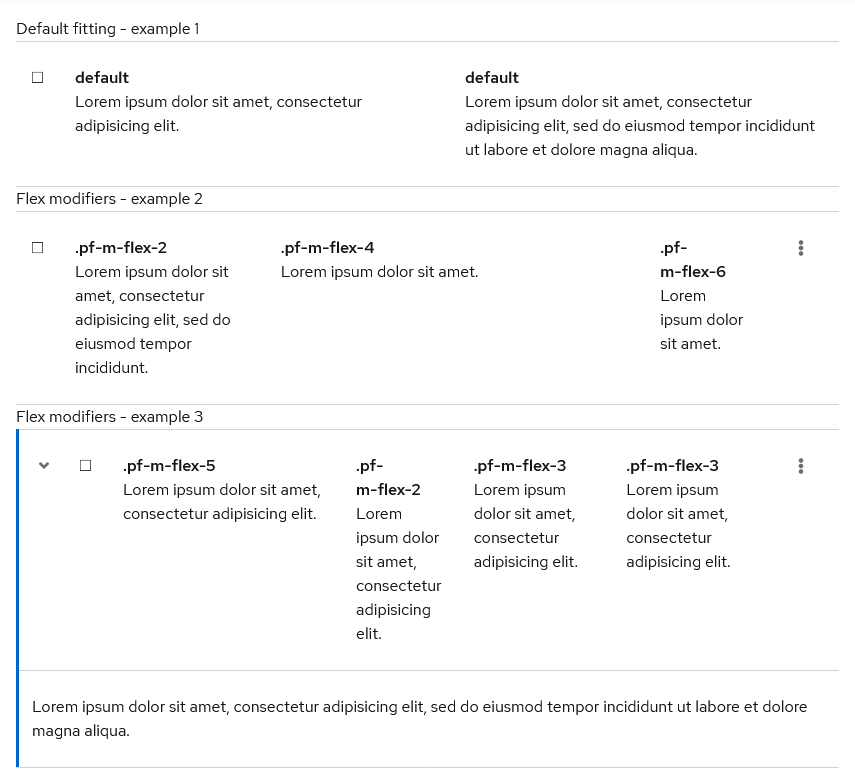 Default fitting - example 1
default
Lorem ipsum dolor sit amet, consectetur
adipisicing elit.
default
Lorem ipsum dolor sit amet, consectetur
adipisicing elit, sed do eiusmod tempor incididunt
ut labore et dolore magna aliqua.
Flex modifiers - example 2
.pf-m-flex-2
Lorem ipsum dolor sit
amet, consectetur
adipisicing elit, sed do
eiusmod tempor
incididunt.
.pf-m-flex-4
Lorem ipsum dolor sit amet.
.pf-
m-flex-6
Lorem
ipsum dolor
sit amet.
Flex modifiers - example 3
.pf-m-flex-5
Lorem ipsum dolor sit amet,
consectetur adipisicing elit.
.pf-
m-flex-2
Lorem
ipsum dolor
sit amet,
consectetur
adipisicing
elit.
.pf-m-flex-3
Lorem ipsum
dolor sit amet,
consectetur
adipisicing elit.
.pf-m-flex-3
Lorem ipsum
dolor sit amet,
consectetur
adipisicing elit.
Lorem ipsum dolor sit amet, consectetur adipisicing elit, sed do eiusmod tempor incididunt ut labore et dolore
magna aliqua.